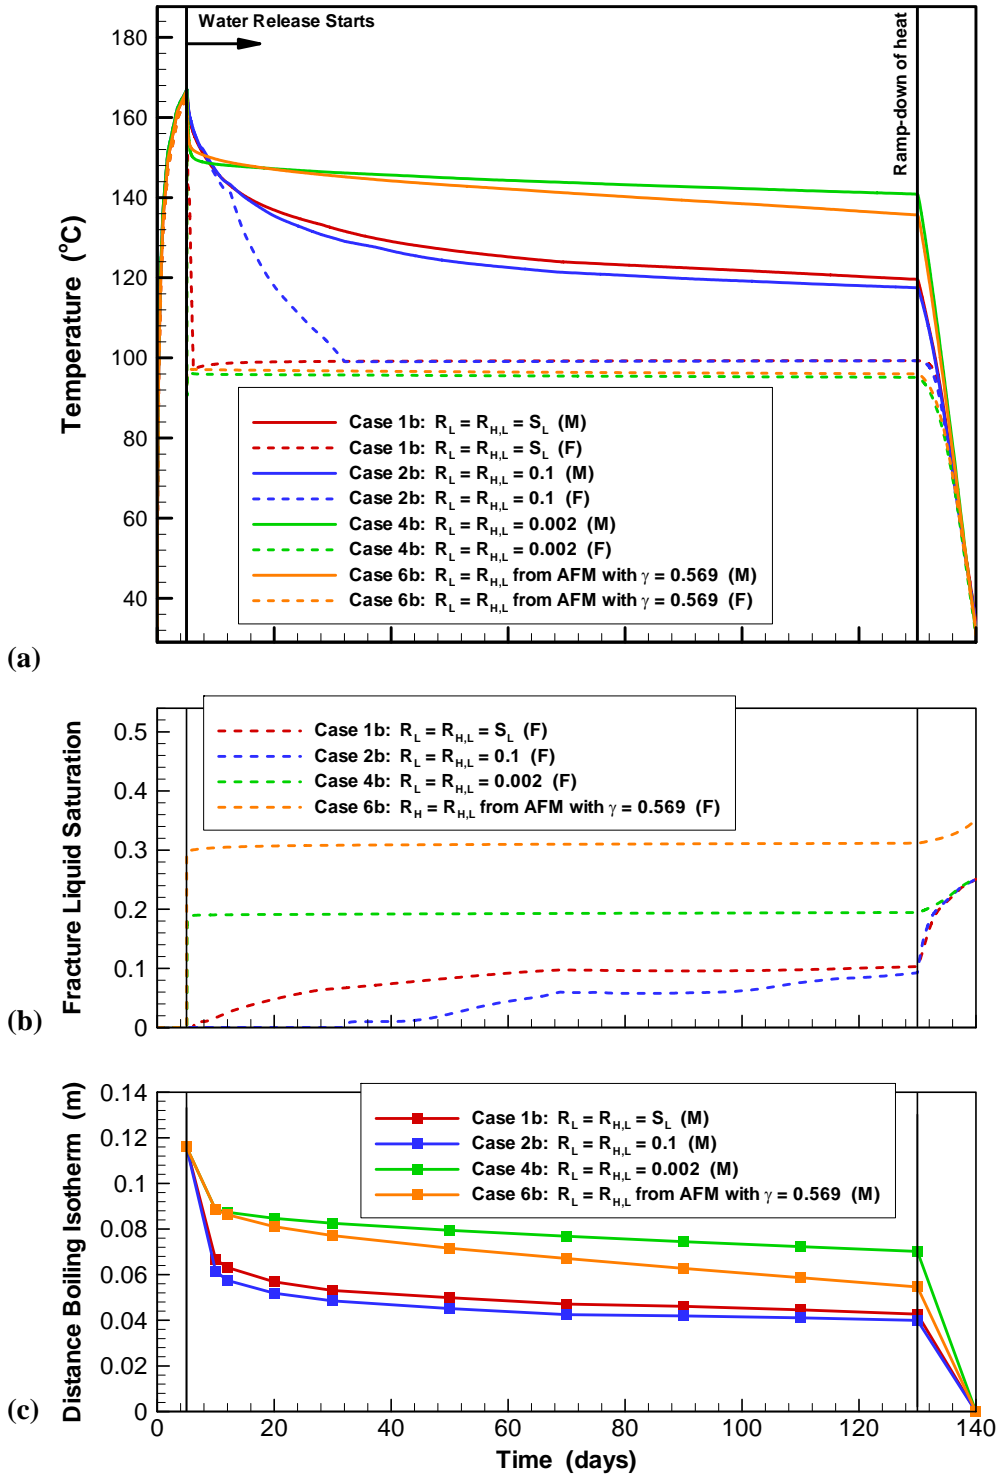 Water Release Starts
Ramp-down of heat
180
160
140
120
100
80
60
40
Temperature (°C)
Case 1b: R_L = R_H,L = S_L (M)
Case 1b: R_L = R_H,L = S_L (F)
Case 2b: R_L = R_H,L = 0.1 (M)
Case 2b: R_L = R_H,L = 0.1 (F)
Case 4b: R_L = R_H,L = 0.002 (M)
Case 4b: R_L = R_H,L = 0.002 (F)
Case 6b: R_L = R_H,L from AFM with γ = 0.569 (M)
Case 6b: R_L = R_H,L from AFM with γ = 0.569 (F)
(a)
0.5
0.4
0.3
0.2
0.1
0
Fracture Liquid Saturation
Case 1b: R_L = R_H,L = S_L (F)
Case 2b: R_L = R_H,L = 0.1 (F)
Case 4b: R_L = R_H,L = 0.002 (F)
Case 6b: R_H = R_H,L from AFM with γ = 0.569 (F)
(b)
0.14
0.12
0.1
0.08
0.06
0.04
0.02
0
Distance Boiling Isotherm (m)
Case 1b: R_L = R_H,L = S_L (M)
Case 2b: R_L = R_H,L = 0.1 (M)
Case 4b: R_L = R_H,L = 0.002 (M)
Case 6b: R_L = R_H,L from AFM with γ = 0.569 (M)
(c)
0 20 40 60 80 100 120 140
Time (days)